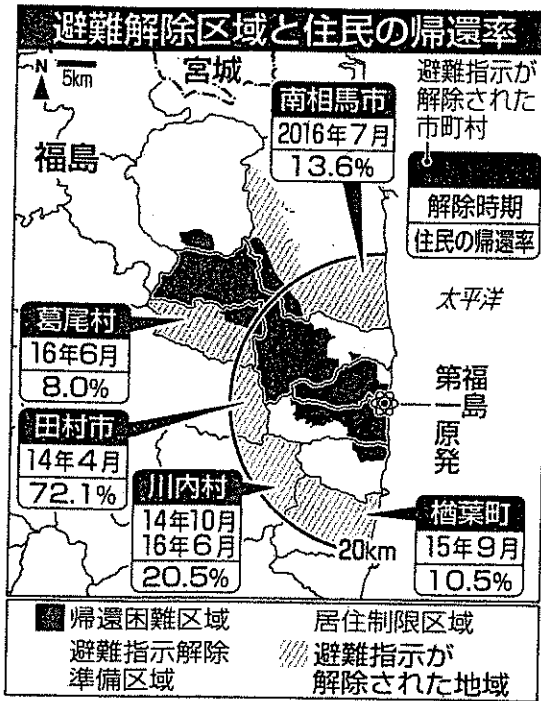 避難解除区域と住民の帰還率
N
5km
宮城
福島
避難指示が
解除された
市町村
解除時期
住民の帰還率
南相馬市
2016年7月
13.6%
太平洋
葛尾村
16年6月
8.0%
福島
第一原発
田村市
14年4月
72.1%
川内村
14年10月
16年6月
20.5%
楢葉町
15年9月
10.5%
20km
帰還困難区域
居住制限区域
避難指示解除
準備区域
避難指示が
解除された地域